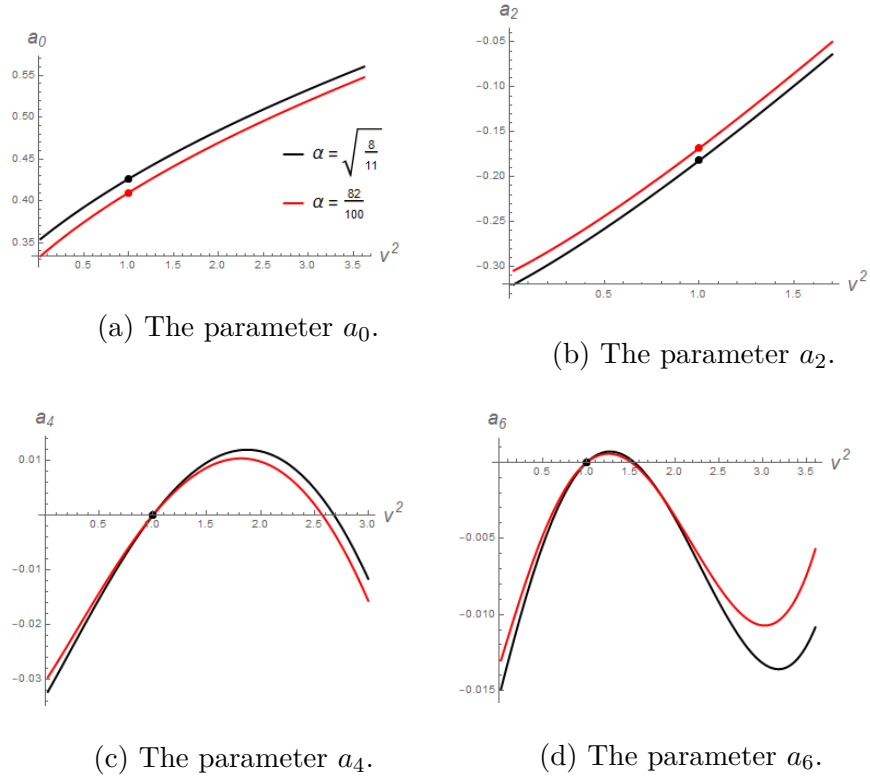 a₀
0.55
0.50
0.45
0.40
0.35
0.5 1.0 1.5 2.0 2.5 3.0 3.5
v²
α = √(8/11)
α = 82/100
(a) The parameter a₀.
a₂
-0.05
-0.10
-0.15
-0.20
-0.25
-0.30
0.5 1.0 1.5
v²
(b) The parameter a₂.
a₄
0.01
0.5 1.0 1.5 2.0 2.5 3.0
v²
-0.01
-0.02
-0.03
(c) The parameter a₄.
a₆
0.5 1.0 1.5 2.0 2.5 3.0 3.5
v²
-0.005
-0.010
-0.015
(d) The parameter a₆.